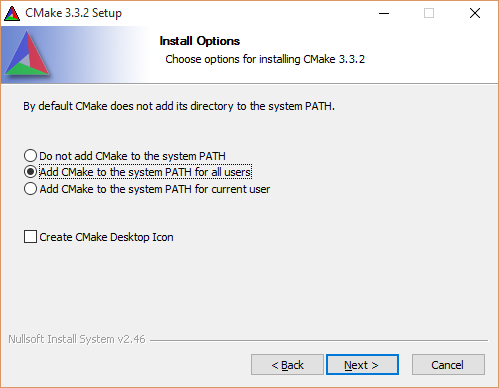 CMake 3.3.2 Setup
Install Options
Choose options for installing CMake 3.3.2
By default CMake does not add its directory to the system PATH.
Do not add CMake to the system PATH
Add CMake to the system PATH for all users
Add CMake to the system PATH for current user
Create CMake Desktop Icon
Nullsoft Install System v2.46
< Back
Next >
Cancel